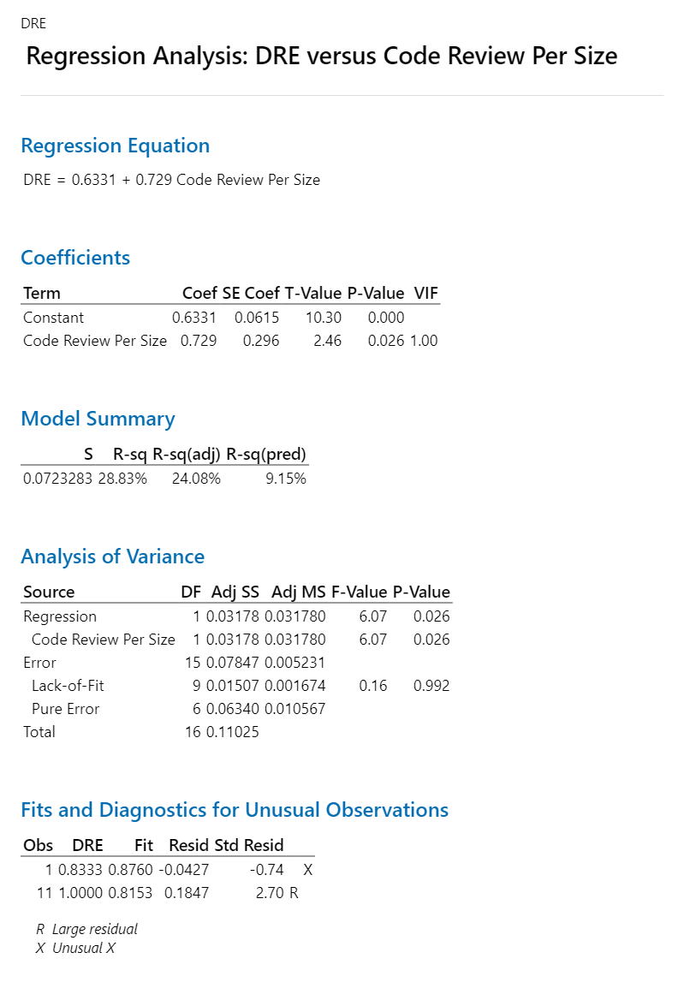 DRE
Regression Analysis: DRE versus Code Review Per Size
Regression Equation
DRE = 0.6331 + 0.729 Code Review Per Size
Coefficients
Term Coef SE Coef T-Value P-Value VIF
Constant 0.6331 0.0615 10.30 0.000
Code Review Per Size 0.729 0.296 2.46 0.026 1.00
Model Summary
S R-sq R-sq(adj) R-sq(pred)
0.0723283 28.83% 24.08% 9.15%
Analysis of Variance
Source DF Adj SS Adj MS F-Value P-Value
Regression 1 0.03178 0.031780 6.07 0.026
Code Review Per Size 1 0.03178 0.031780 6.07 0.026
Error 15 0.07847 0.005231
Lack-of-Fit 9 0.01507 0.001674 0.16 0.992
Pure Error 6 0.06340 0.010567
Total 16 0.11025
Fits and Diagnostics for Unusual Observations
Obs DRE Fit Resid Std Resid
1 0.8333 0.8760 -0.0427 -0.74 X
11 1.0000 0.8153 0.1847 2.70 R
R Large residual
X Unusual X